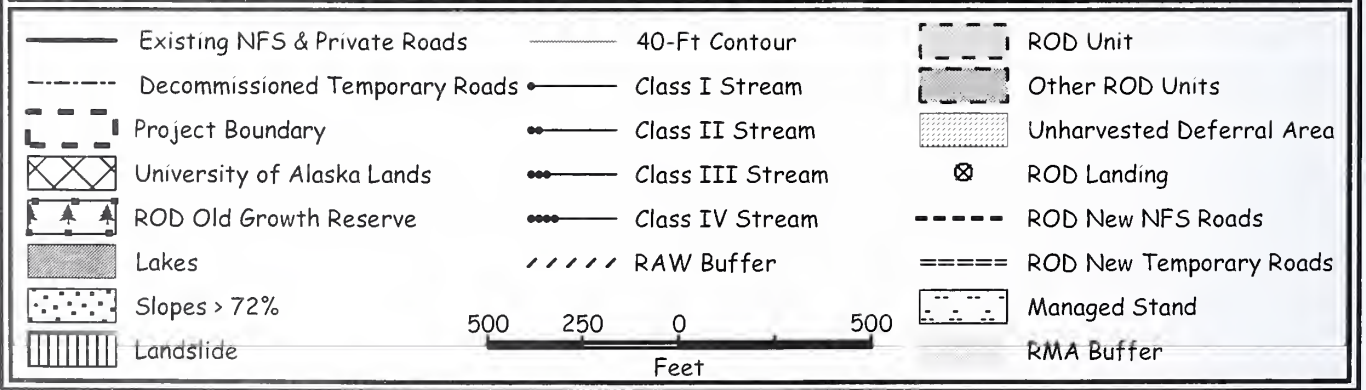 Existing NFS & Private Roads
Decommissioned Temporary Roads
Project Boundary
University of Alaska Lands
ROD Old Growth Reserve
Lakes
Slopes > 72%
Landslide
40-Ft Contour
Class I Stream
Class II Stream
Class III Stream
Class IV Stream
RAW Buffer
500 250 0 500
Feet
ROD Unit
Other ROD Units
Unharvested Deferral Area
ROD Landing
ROD New NFS Roads
ROD New Temporary Roads
Managed Stand
RMA Buffer